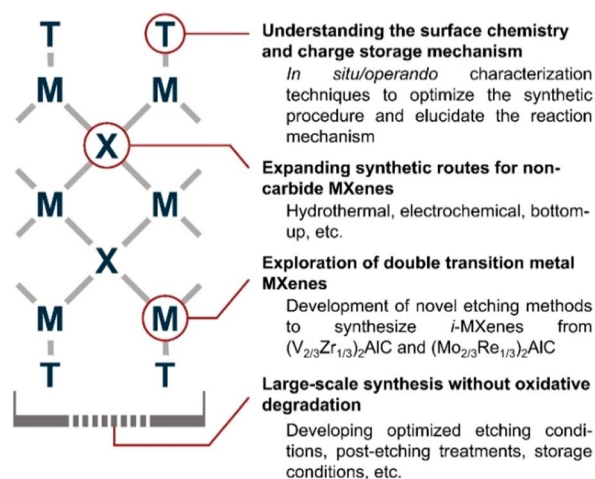 T T
M M
X
M M
X
M M
T T
Understanding the surface chemistry
and charge storage mechanism
In situ/operando characterization
techniques to optimize the synthetic
procedure and elucidate the reaction
mechanism
Expanding synthetic routes for non-
carbide MXenes
Hydrothermal, electrochemical, bottom-
up, etc.
Exploration of double transition metal
MXenes
Development of novel etching methods
to synthesize i-MXenes from
(V₂/₃Zr₁/₃)₂AlC and (Mo₂/₃Re₁/₃)₂AlC
Large-scale synthesis without oxidative
degradation
Developing optimized etching condi-
tions, post-etching treatments, storage
conditions, etc.